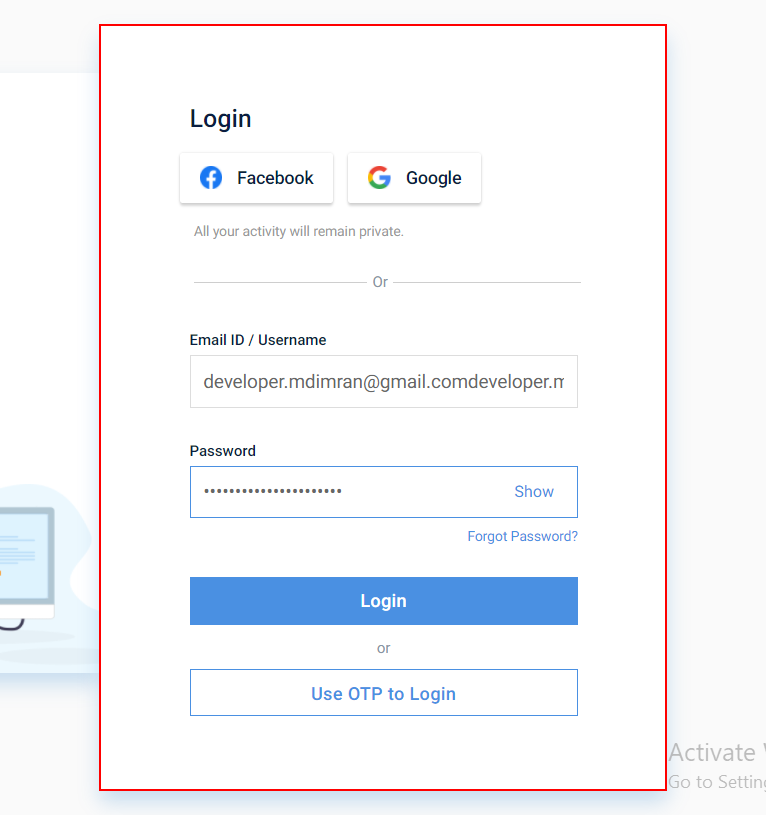 Login
Facebook Google
All your activity will remain private.
Or
Email ID / Username
developer.mdimran@gmail.comdeveloper.m
Password
•••••••••••••••••••••• Show
Forgot Password?
Login
or
Use OTP to Login
Activate
Go to Setting